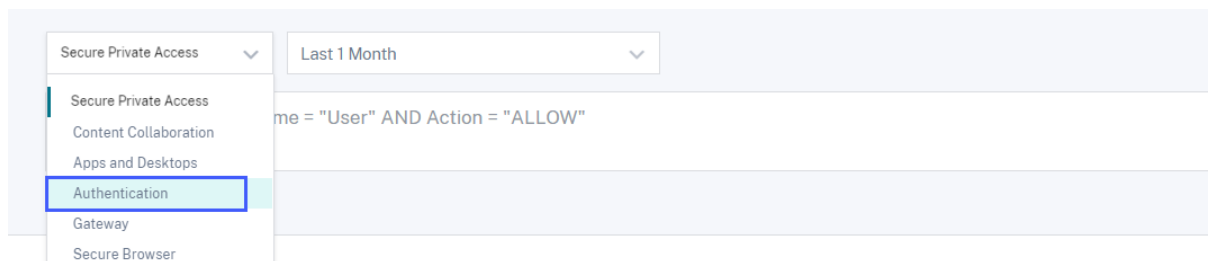 Secure Private Access
Last 1 Month
Secure Private Access
me = "User" AND Action = "ALLOW"
Content Collaboration
Apps and Desktops
Authentication
Gateway
Secure Browser